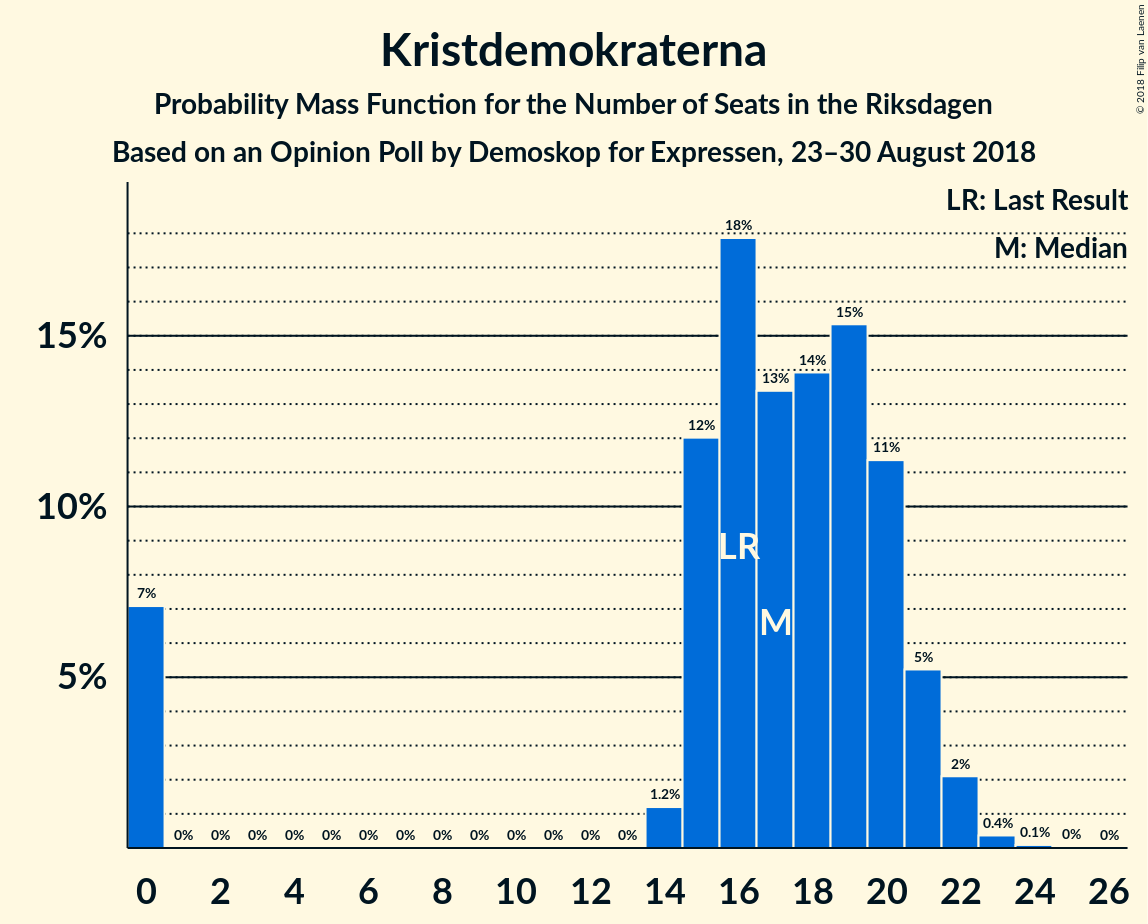 © 2018 Filip van Laenen
Kristdemokraterna
Probability Mass Function for the Number of Seats in the Riksdagen
Based on an Opinion Poll by Demoskop for Expressen, 23–30 August 2018
LR: Last Result
M: Median
15%
10%
5%
7% 0% 0% 0% 0% 0% 0% 0% 0% 0% 0% 0% 0% 0% 1.2% 12% 18% 13% 14% 15% 11% 5% 2% 0.4% 0.1% 0% 0%
LR
M
0 2 4 6 8 10 12 14 16 18 20 22 24 26